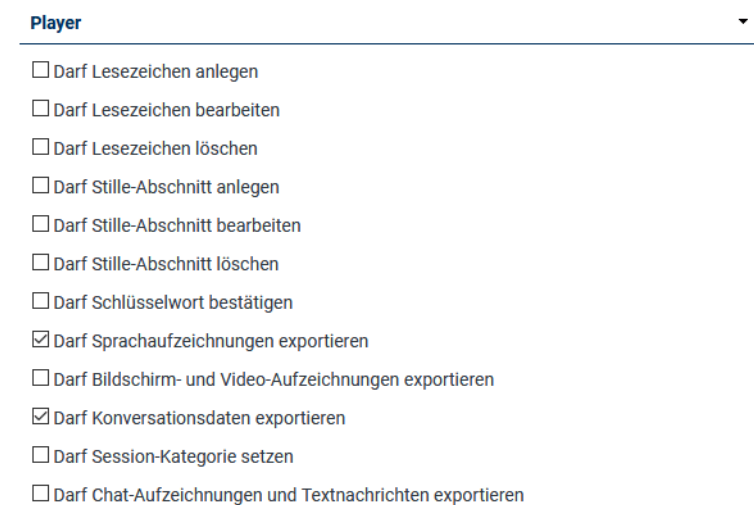 Player
Darf Lesezeichen anlegen
Darf Lesezeichen bearbeiten
Darf Lesezeichen löschen
Darf Stille-Abschnitt anlegen
Darf Stille-Abschnitt bearbeiten
Darf Stille-Abschnitt löschen
Darf Schlüsselwort bestätigen
Darf Sprachaufzeichnungen exportieren
Darf Bildschirm- und Video-Aufzeichnungen exportieren
Darf Konversationsdaten exportieren
Darf Session-Kategorie setzen
Darf Chat-Aufzeichnungen und Textnachrichten exportieren